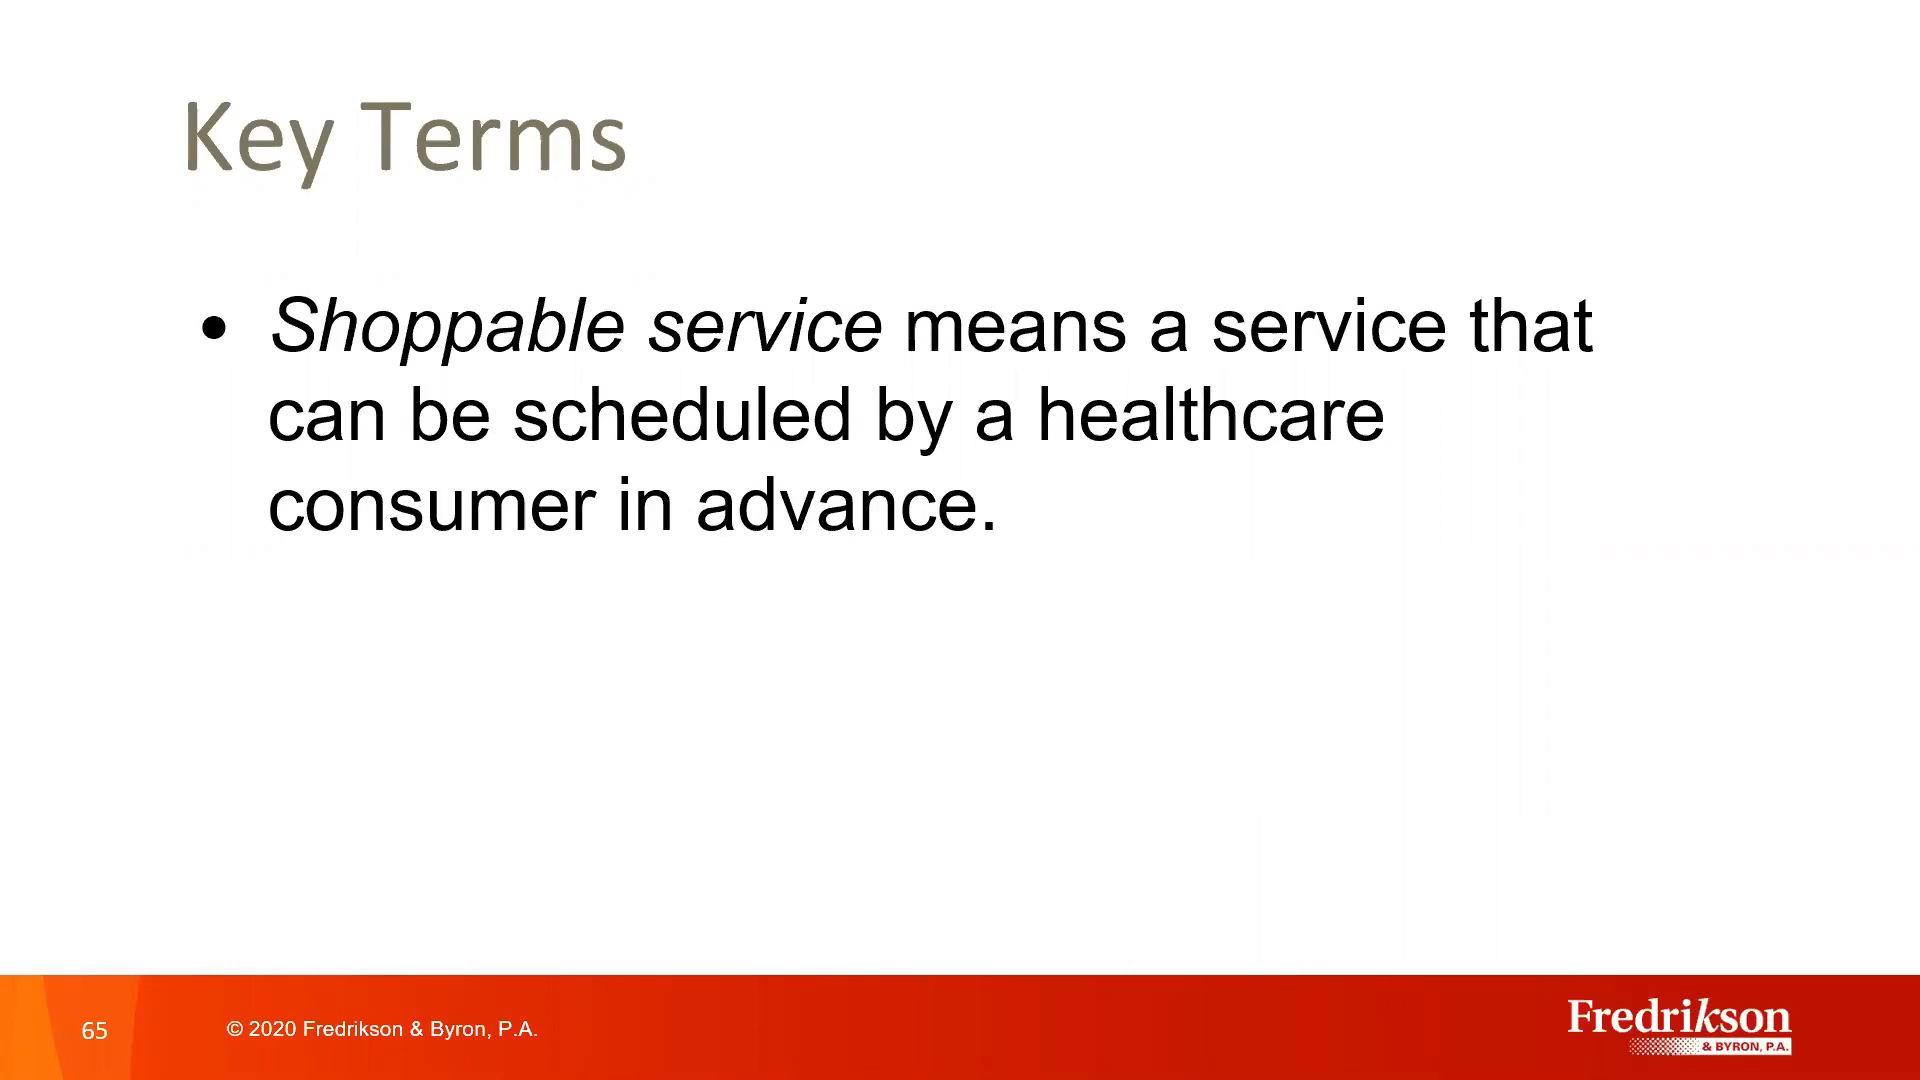 Key Terms
• Shoppable service means a service that
can be scheduled by a healthcare
consumer in advance.
65
© 2020 Fredrikson & Byron, P.A.
Fredrikson
& BYRON, P.A.